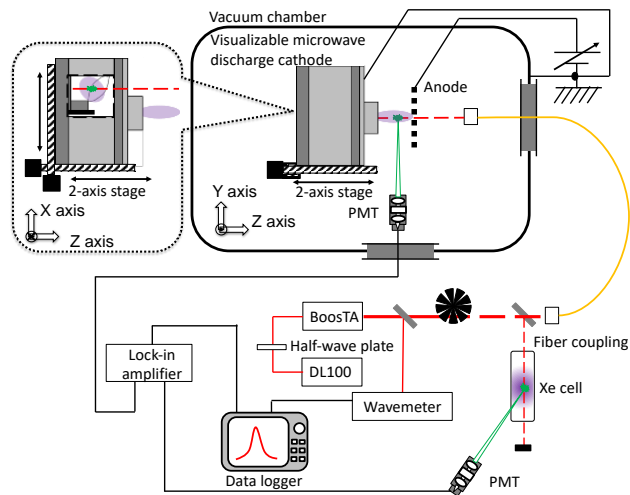 Vacuum chamber
Visualizable microwave
discharge cathode
Anode
2-axis stage
X axis
Z axis
2-axis stage
Y axis
Z axis
PMT
BoosTA
Half-wave plate
DL100
Fiber coupling
Lock-in
amplifier
Xe cell
Wavemeter
Data logger
PMT